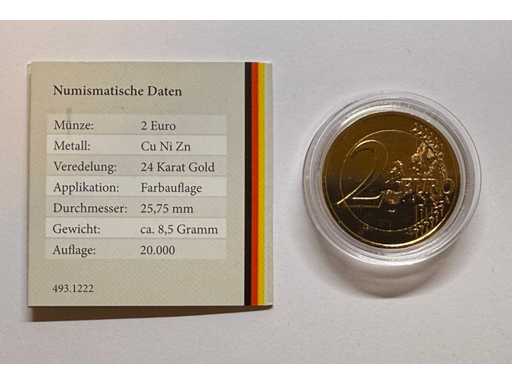 Numismatische Daten
Münze: 2 Euro
Metall: Cu Ni Zn
Veredelung: 24 Karat Gold
Applikation: Farbauflage
Durchmesser: 25,75 mm
Gewicht: ca. 8,5 Gramm
Auflage: 20.000
493.1222
2 EURO